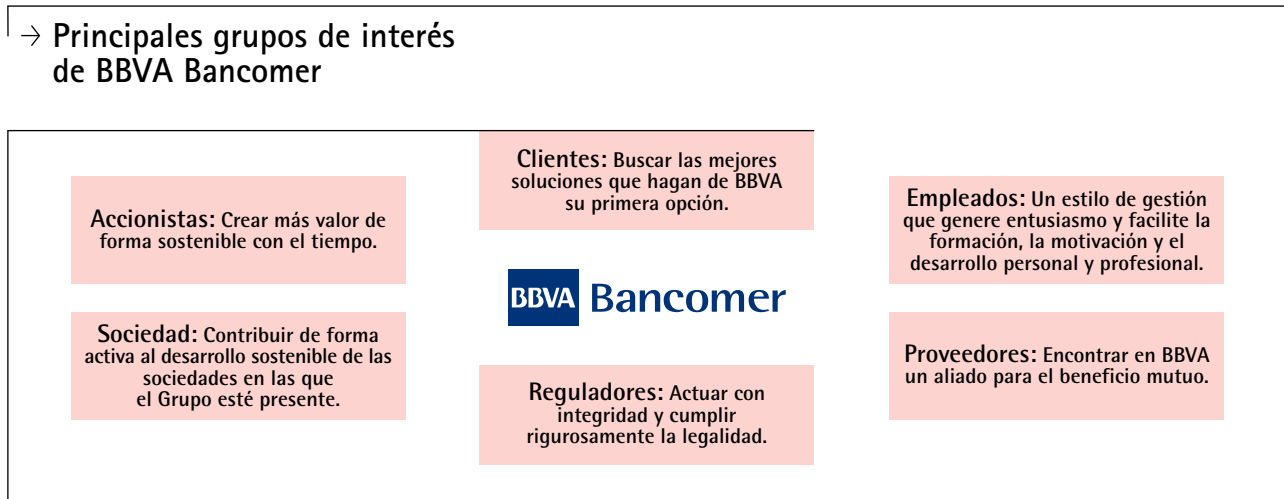 → Principales grupos de interés
de BBVA Bancomer
Clientes: Buscar las mejores
soluciones que hagan de BBVA
su primera opción.
Accionistas: Crear más valor de
forma sostenible con el tiempo.
Empleados: Un estilo de gestión
que genere entusiasmo y facilite la
formación, la motivación y el
desarrollo personal y profesional.
BBVA Bancomer
Sociedad: Contribuir de forma
activa al desarrollo sostenible de las
sociedades en las que
el Grupo esté presente.
Reguladores: Actuar con
integridad y cumplir
rigurosamente la legalidad.
Proveedores: Encontrar en BBVA
un aliado para el beneficio mutuo.